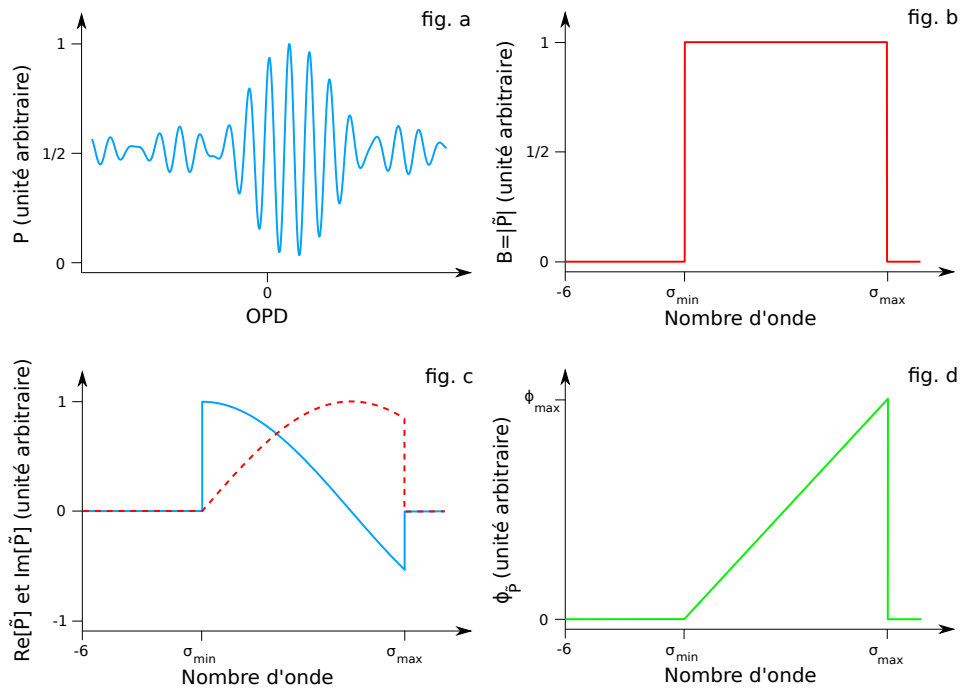 fig. a
P (unité arbitraire)
1
1/2
0
0
OPD
fig. b
B=|P̃| (unité arbitraire)
1
1/2
0
-6
σmin
σmax
Nombre d'onde
fig. c
Re[P̃] et Im[P̃] (unité arbitraire)
1
0
-1
-6
σmin
σmax
Nombre d'onde
fig. d
ϕP̃ (unité arbitraire)
ϕmax
0
-6
σmin
σmax
Nombre d'onde